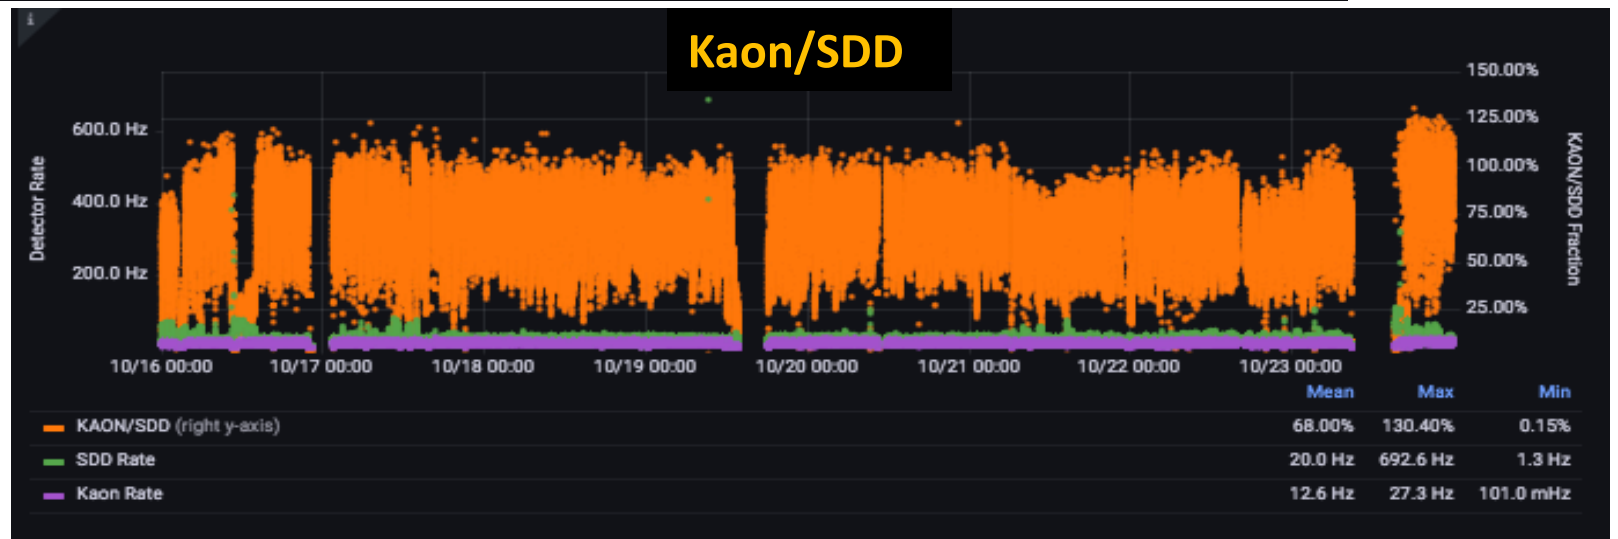 i
Kaon/SDD
Detector Rate
600.0 Hz
400.0 Hz
200.0 Hz
150.00%
125.00%
100.00%
75.00%
50.00%
25.00%
KAON/SDD Fraction
10/16 00:00 10/17 00:00 10/18 00:00 10/19 00:00 10/20 00:00 10/21 00:00 10/22 00:00 10/23 00:00
Mean Max Min
KAON/SDD (right y-axis) 68.00% 130.40% 0.15%
SDD Rate 20.0 Hz 692.6 Hz 1.3 Hz
Kaon Rate 12.6 Hz 27.3 Hz 101.0 mHz